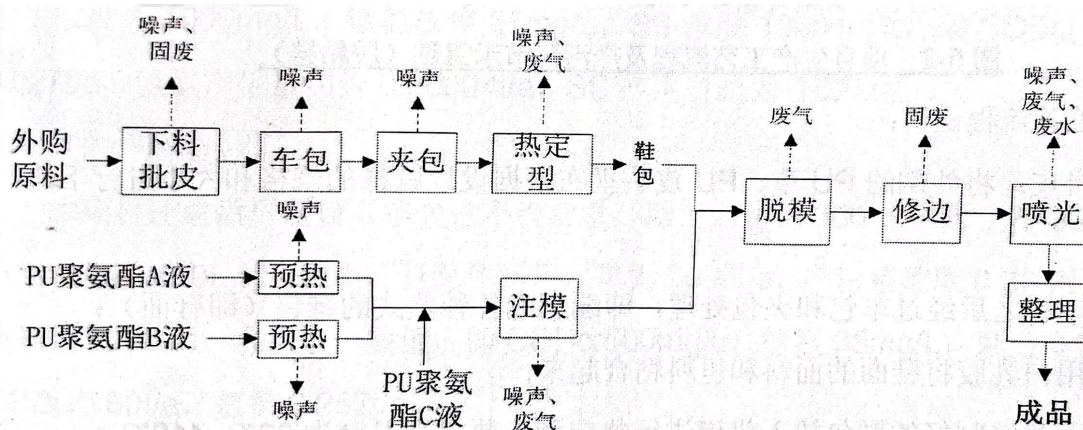 噪声、
固废
噪声
噪声
噪声、
废气
外购
原料
下料
批皮
车包
夹包
热定
型
鞋
包
废气
固废
噪声、
废气、
废水
脱模
修边
喷光
噪声
PU聚氨酯A液
预热
注模
整理
PU聚氨酯B液
预热
噪声
PU聚氨
酯C液
噪声、
废气
成品